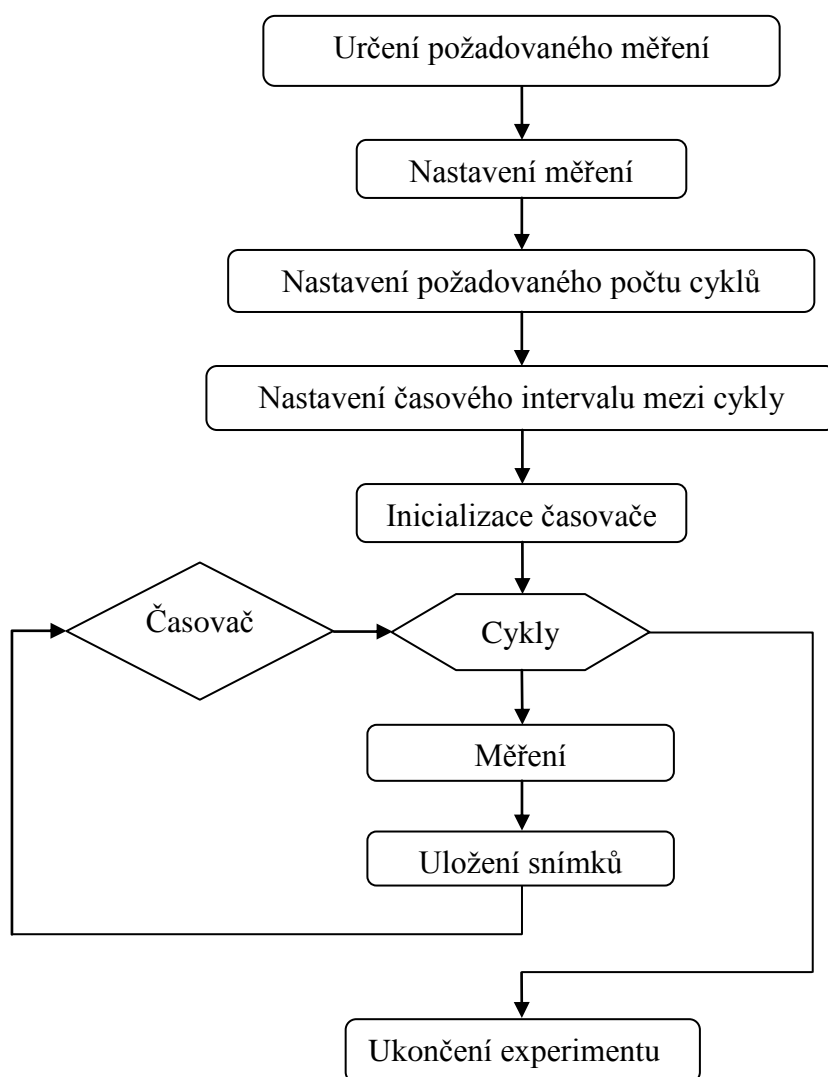 Určení požadovaného měření
Nastavení měření
Nastavení požadovaného počtu cyklů
Nastavení časového intervalu mezi cykly
Inicializace časovače
Časovač
Cykly
Měření
Uložení snímků
Ukončení experimentu